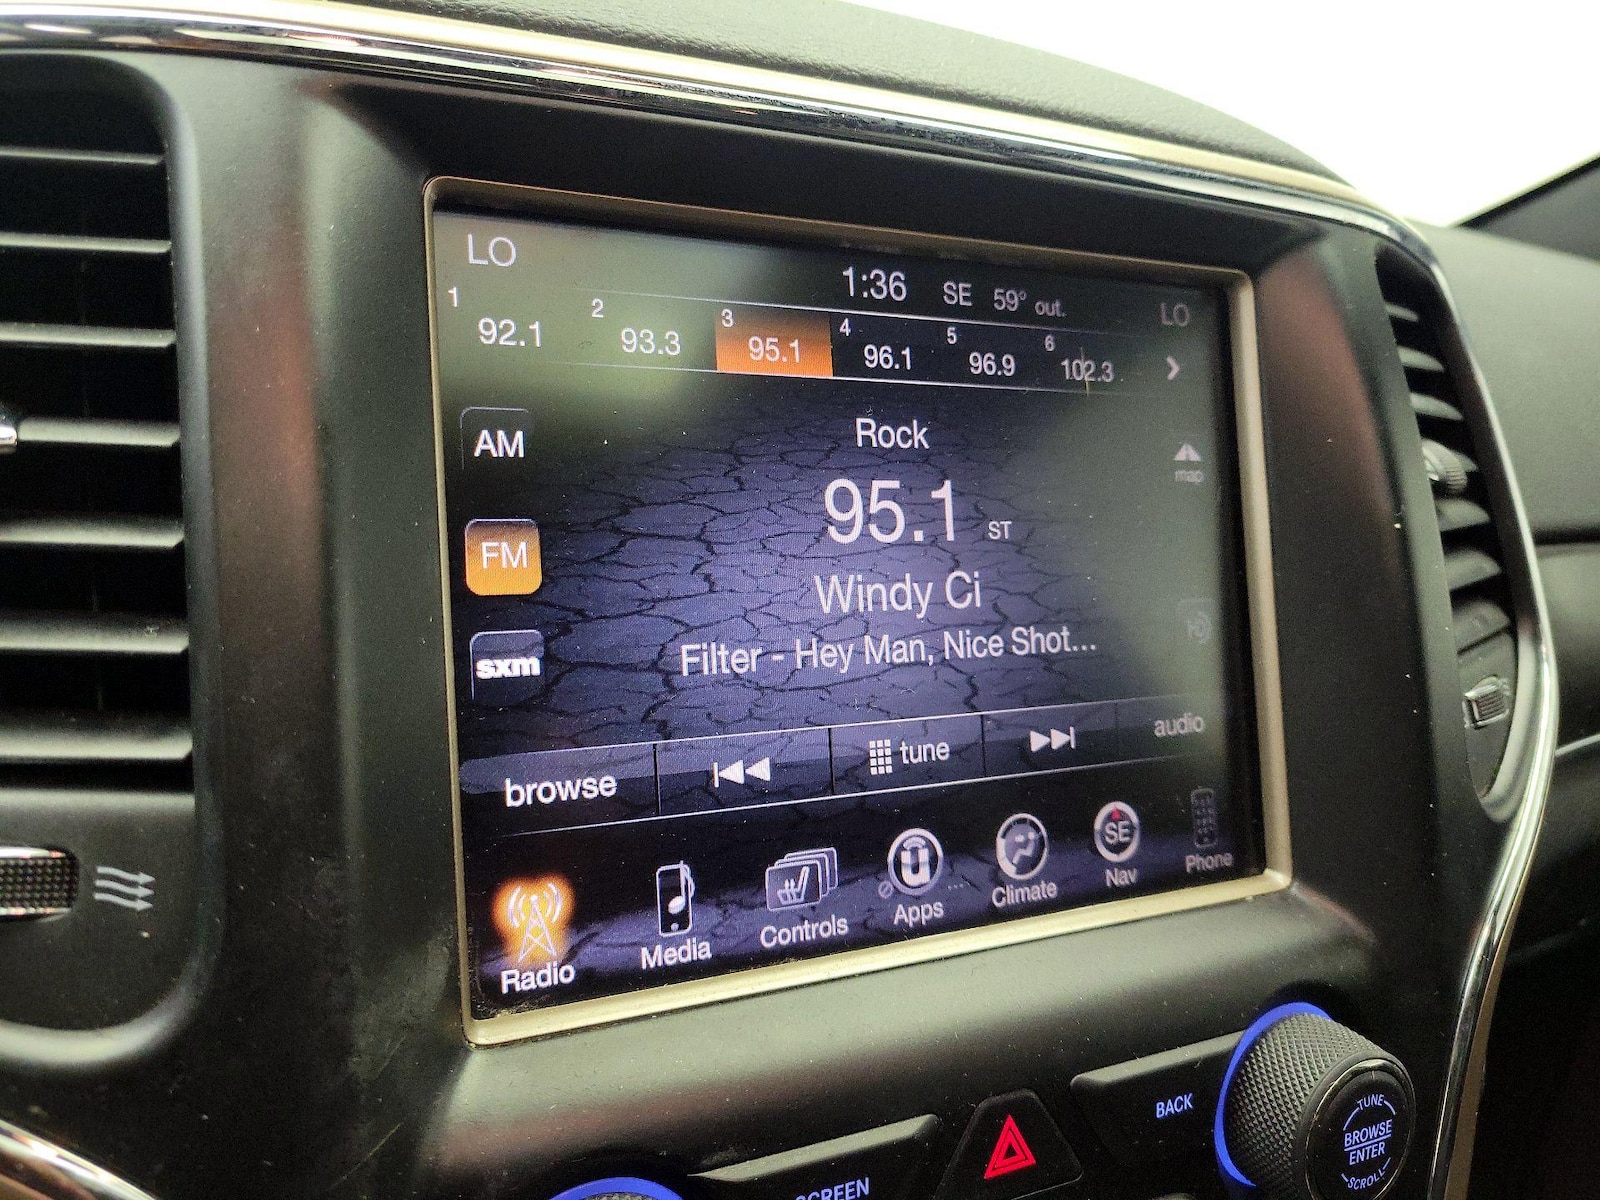 LO
1:36 SE 59° out.
LO
1 92.1 2 93.3 3 95.1 4 96.1 5 96.9 6 102.3
AM
Rock
map
95.1 ST
FM
Windy Ci
Filter - Hey Man, Nice Shot...
HD
sxm
browse tune audio
Radio Media Controls Apps Climate SE Nav Phone
BACK
TUNE
BROWSE
ENTER
SCROLL
SCREEN